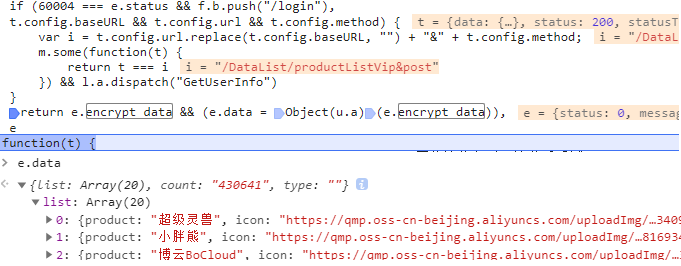 if (60004 === e.status && f.b.push("/login"),
t.config.baseURL && t.config.url && t.config.method) { t = {data: {…}, status: 200, statusT
var i = t.config.url.replace(t.config.baseURL, "") + "&" + t.config.method; i = "/DataL
m.some(function(t) {
return t === i i = "/DataList/productListVip&post"
}) && l.a.dispatch("GetUserInfo")
}
return e.encrypt_data && (e.data = Object(u.a)(e.encrypt_data)), e = {status: 0, messag
e
function(t) {
> e.data
{list: Array(20), count: "430641", type: ""} i
list: Array(20)
0: {product: "超级灵兽", icon: "https://qmp.oss-cn-beijing.aliyuncs.com/uploadImg/…3409
1: {product: "小胖熊", icon: "https://qmp.oss-cn-beijing.aliyuncs.com/uploadImg/…816934
2: {product: "博云BoCloud", icon: "https://qmp.oss-cn-beijing.aliyuncs.com/uploadImg/…